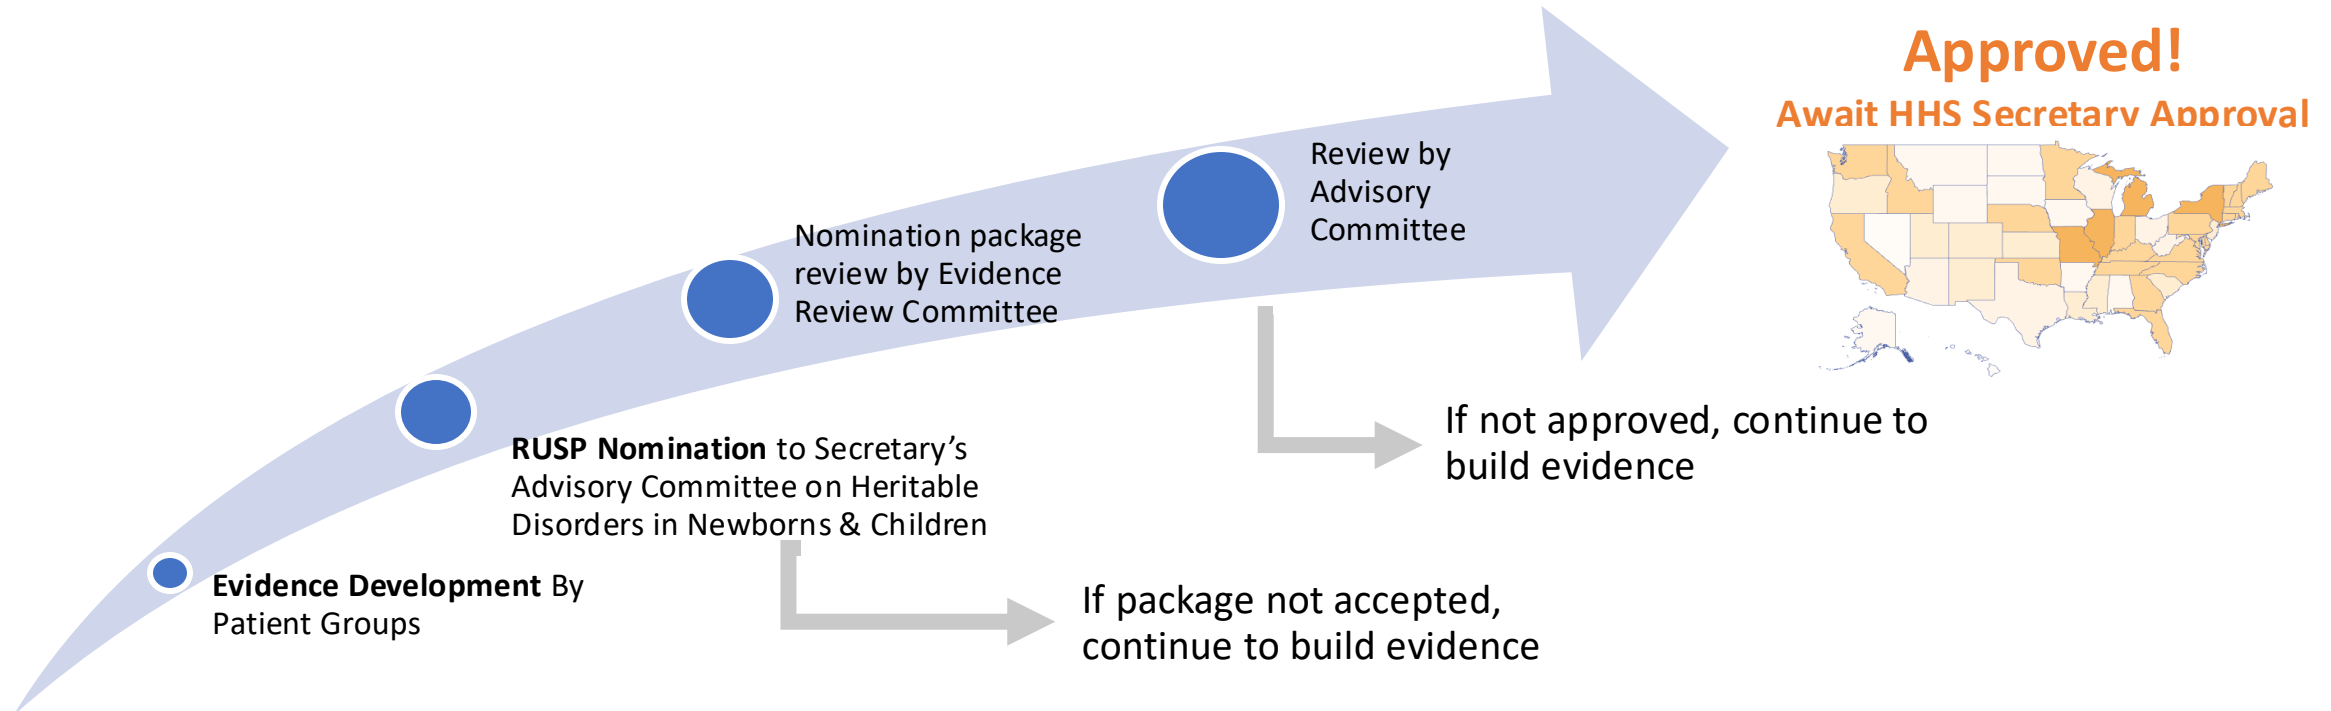 Approved!
Await HHS Secretary Approval
Review by
Advisory
Committee
Nomination package
review by Evidence
Review Committee
If not approved, continue to
build evidence
RUSP Nomination to Secretary’s
Advisory Committee on Heritable
Disorders in Newborns & Children
Evidence Development By
Patient Groups
If package not accepted,
continue to build evidence